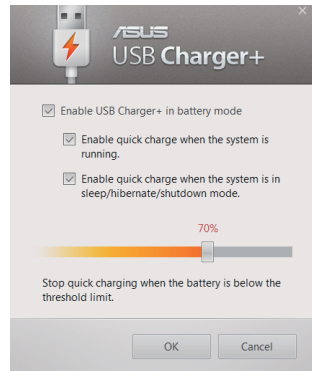 ASUS
USB Charger+
Enable USB Charger+ in battery mode
Enable quick charge when the system is
running.
Enable quick charge when the system is in
sleep/hibernate/shutdown mode.
70%
Stop quick charging when the battery is below the
threshold limit.
OK Cancel